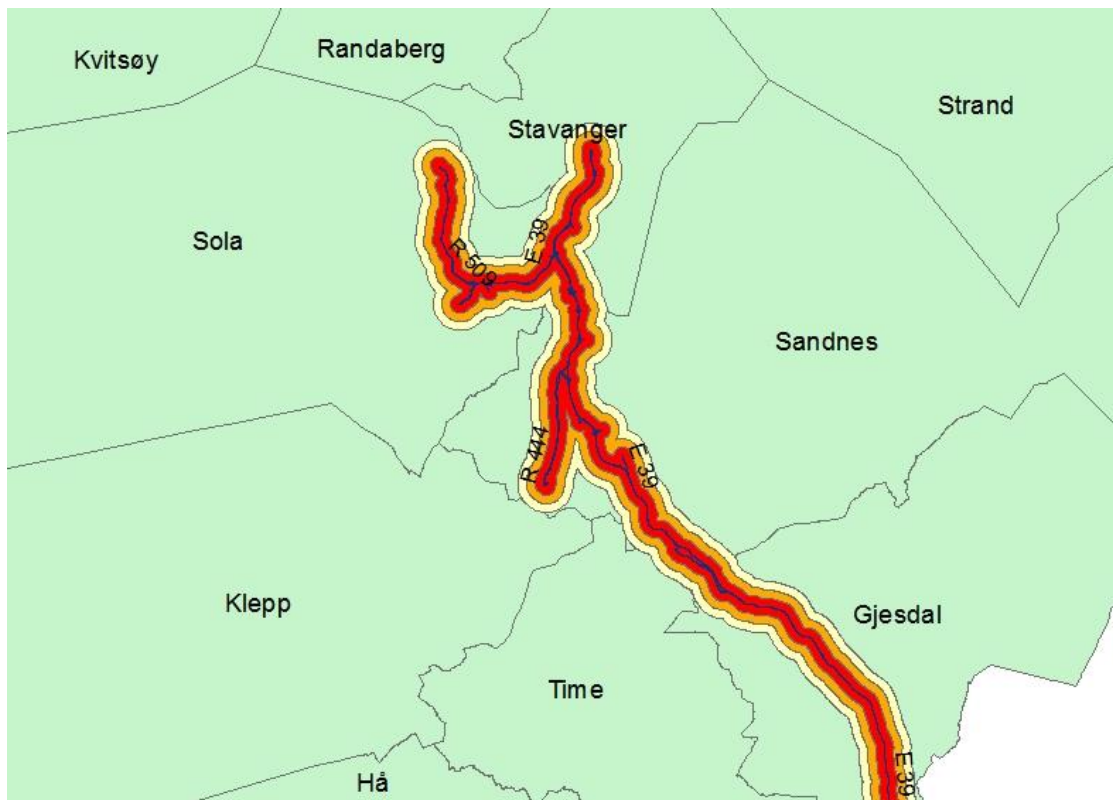 Kvitsøy
Randaberg
Strand
Stavanger
Sola
E 39
R 509
Sandnes
R 444
E 39
Klepp
Gjesdal
Time
E 39
Hå